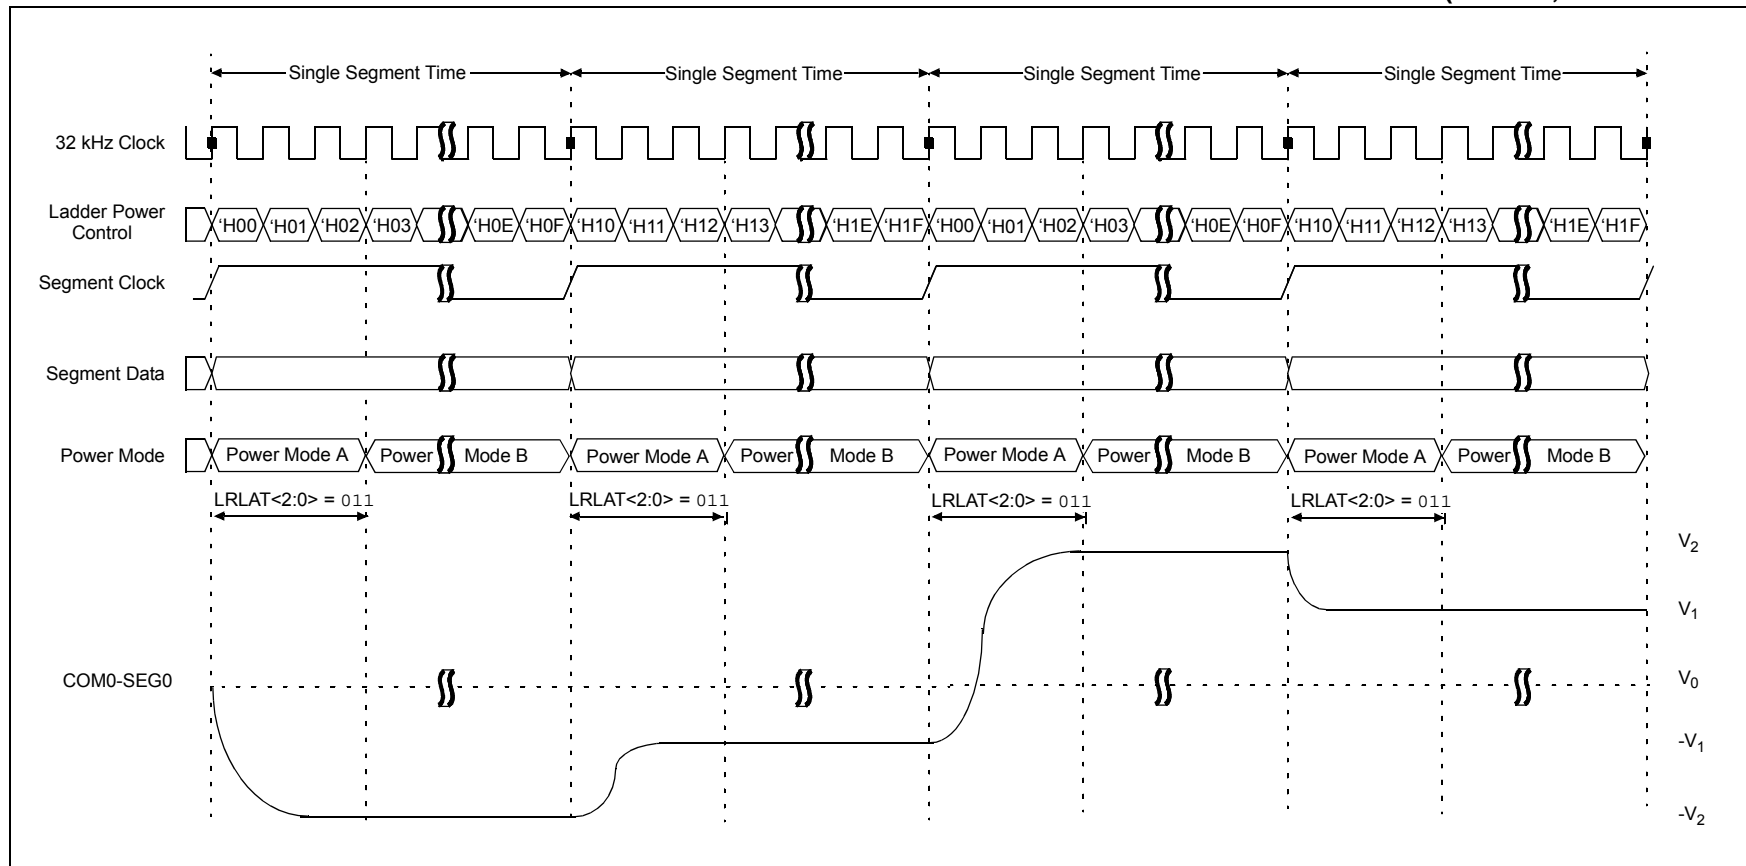 Single Segment Time Single Segment Time Single Segment Time Single Segment Time
32 kHz Clock
Ladder Power
Control
‘H00 ‘H01 ‘H02 ‘H03 ‘H0E ‘H0F ‘H10 ‘H11 ‘H12 ‘H13 ‘H1E ‘H1F ‘H00 ‘H01 ‘H02 ‘H03 ‘H0E ‘H0F ‘H10 ‘H11 ‘H12 ‘H13 ‘H1E ‘H1F
Segment Clock
Segment Data
Power Mode
Power Mode A Power Mode B Power Mode A Power Mode B Power Mode A Power Mode B Power Mode A Power Mode B
LRLAT<2:0> = 011 LRLAT<2:0> = 011 LRLAT<2:0> = 011 LRLAT<2:0> = 011
V2
V1
COM0-SEG0
V0
-V1
-V2